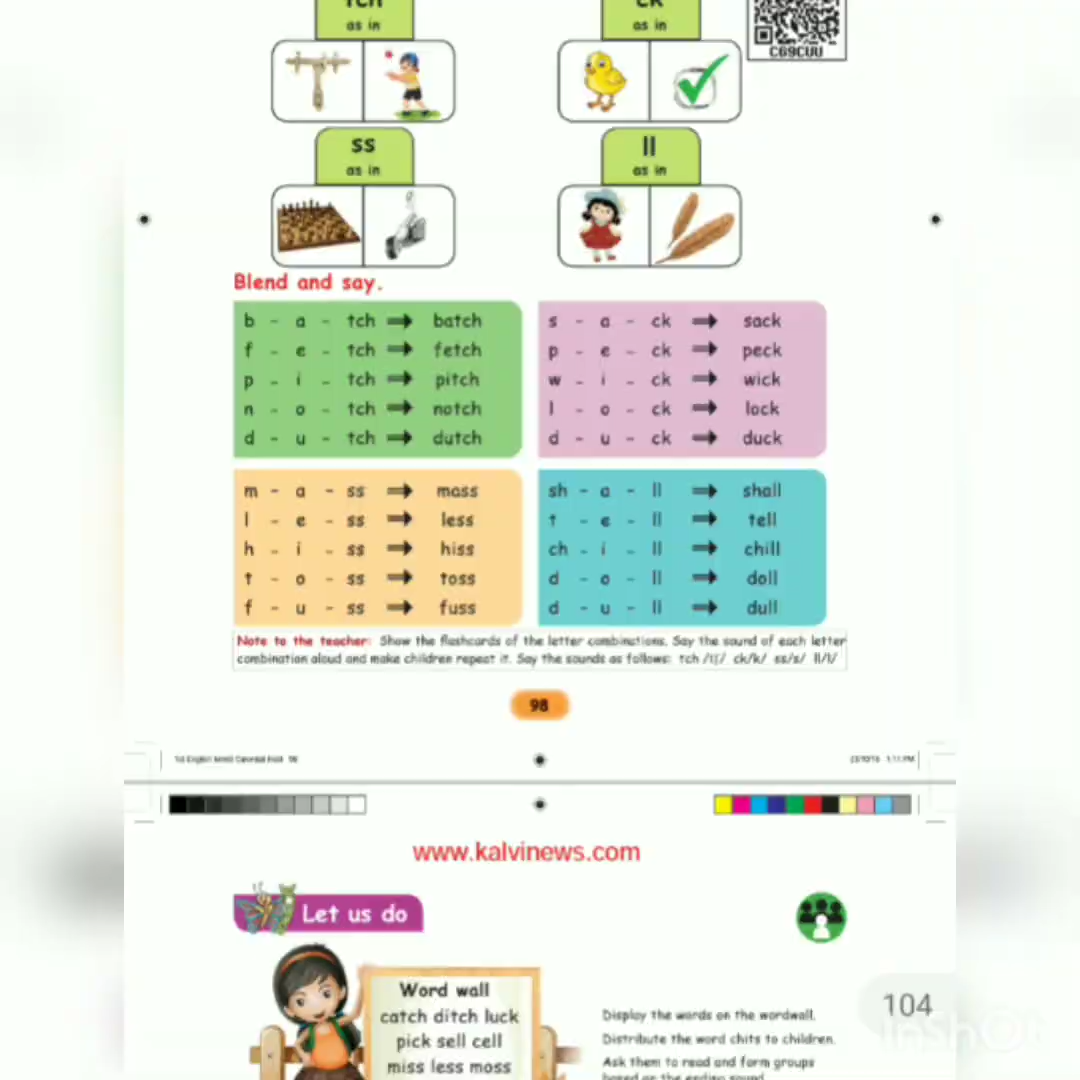 tch
ck
as in
as in
C69CUU
ss
ll
as in
as in
Blend and say.
b - a - tch ➡ batch
f - e - tch ➡ fetch
p - i - tch ➡ pitch
n - o - tch ➡ notch
d - u - tch ➡ dutch
s - a - ck ➡ sack
p - e - ck ➡ peck
w - i - ck ➡ wick
l - o - ck ➡ lock
d - u - ck ➡ duck
m - a - ss ➡ mass
l - e - ss ➡ less
h - i - ss ➡ hiss
t - o - ss ➡ toss
f - u - ss ➡ fuss
sh - a - ll ➡ shall
t - e - ll ➡ tell
ch - i - ll ➡ chill
d - o - ll ➡ doll
d - u - ll ➡ dull
Note to the teacher: Show the flashcards of the letter combinations. Say the sound of each letter
combination aloud and make children repeat it. Say the sounds as follows: tch /tʃ/ ck/k/ ss/s/ ll/l/
98
www.kalvinews.com
Let us do
Word wall
catch ditch luck
pick sell cell
miss less moss
Display the words on the wordwall.
Distribute the word chits to children.
Ask them to read and form groups
based on the ending sound
104
InShOt